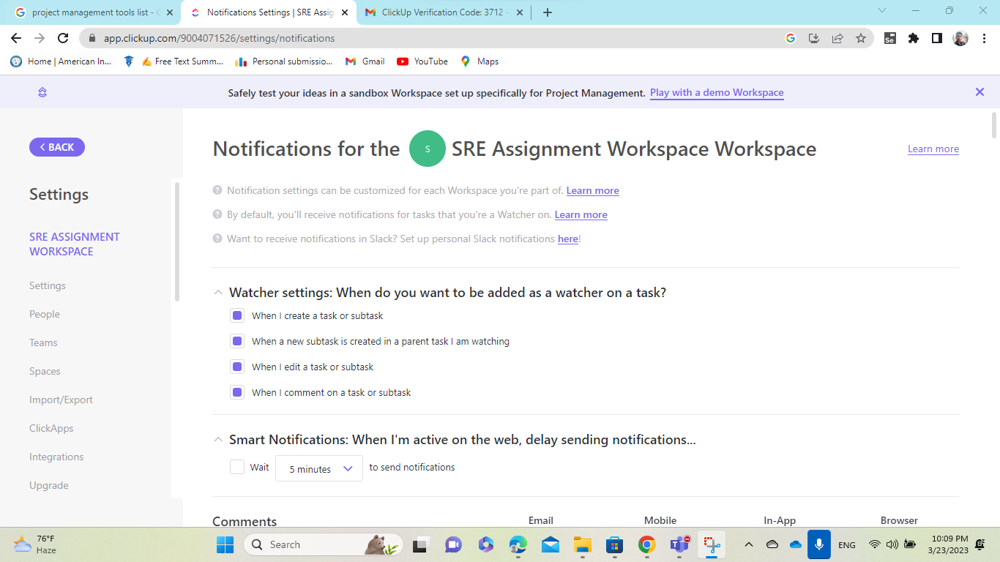 project management tools list - G
Notifications Settings | SRE Assig
ClickUp Verification Code: 3712 -
app.clickup.com/9004071526/settings/notifications
Se
Home | American In...
Free Text Summ...
Personal submissio...
Gmail
YouTube
Maps
Safely test your ideas in a sandbox Workspace set up specifically for Project Management. Play with a demo Workspace
BACK
Settings
SRE ASSIGNMENT
WORKSPACE
Settings
People
Teams
Spaces
Import/Export
ClickApps
Integrations
Upgrade
Notifications for the S SRE Assignment Workspace Workspace
Learn more
Notification settings can be customized for each Workspace you're part of. Learn more
By default, you'll receive notifications for tasks that you're a Watcher on. Learn more
Want to receive notifications in Slack? Set up personal Slack notifications here!
Watcher settings: When do you want to be added as a watcher on a task?
When I create a task or subtask
When a new subtask is created in a parent task I am watching
When I edit a task or subtask
When I comment on a task or subtask
Smart Notifications: When I'm active on the web, delay sending notifications...
Wait 5 minutes to send notifications
Comments Email Mobile In-App Browser
76°F
Haze
Search
ENG
10:09 PM
3/23/2023